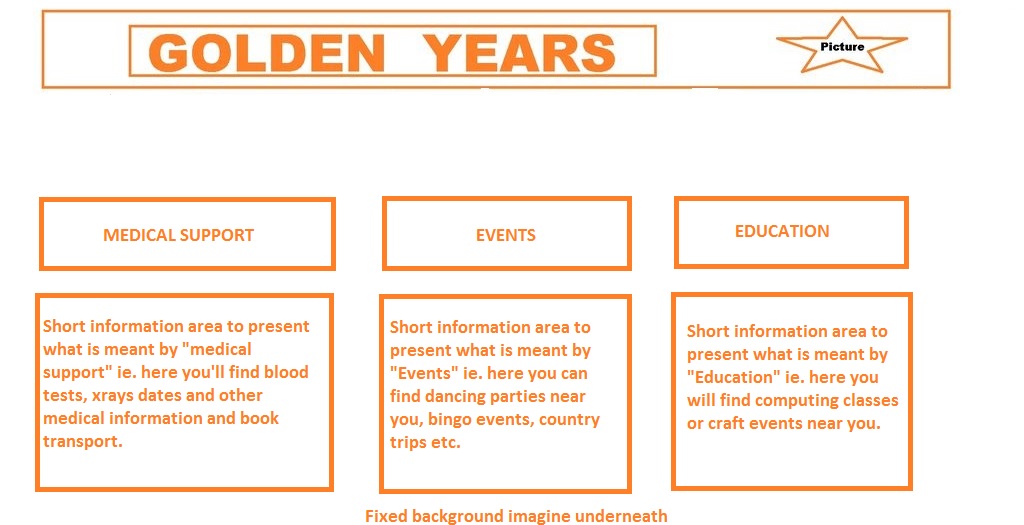 GOLDEN YEARS
Picture
MEDICAL SUPPORT
EVENTS
EDUCATION
Short information area to present
what is meant by "medical
support" ie. here you'll find blood
tests, xrays dates and other
medical information and book
transport.
Short information area to
present what is meant by
"Events" ie. here you can
find dancing parties near
you, bingo events, country
trips etc.
Short information area to
present what is meant by
"Education" ie. here you
will find computing classes
or craft events near you.
Fixed background imagine underneath